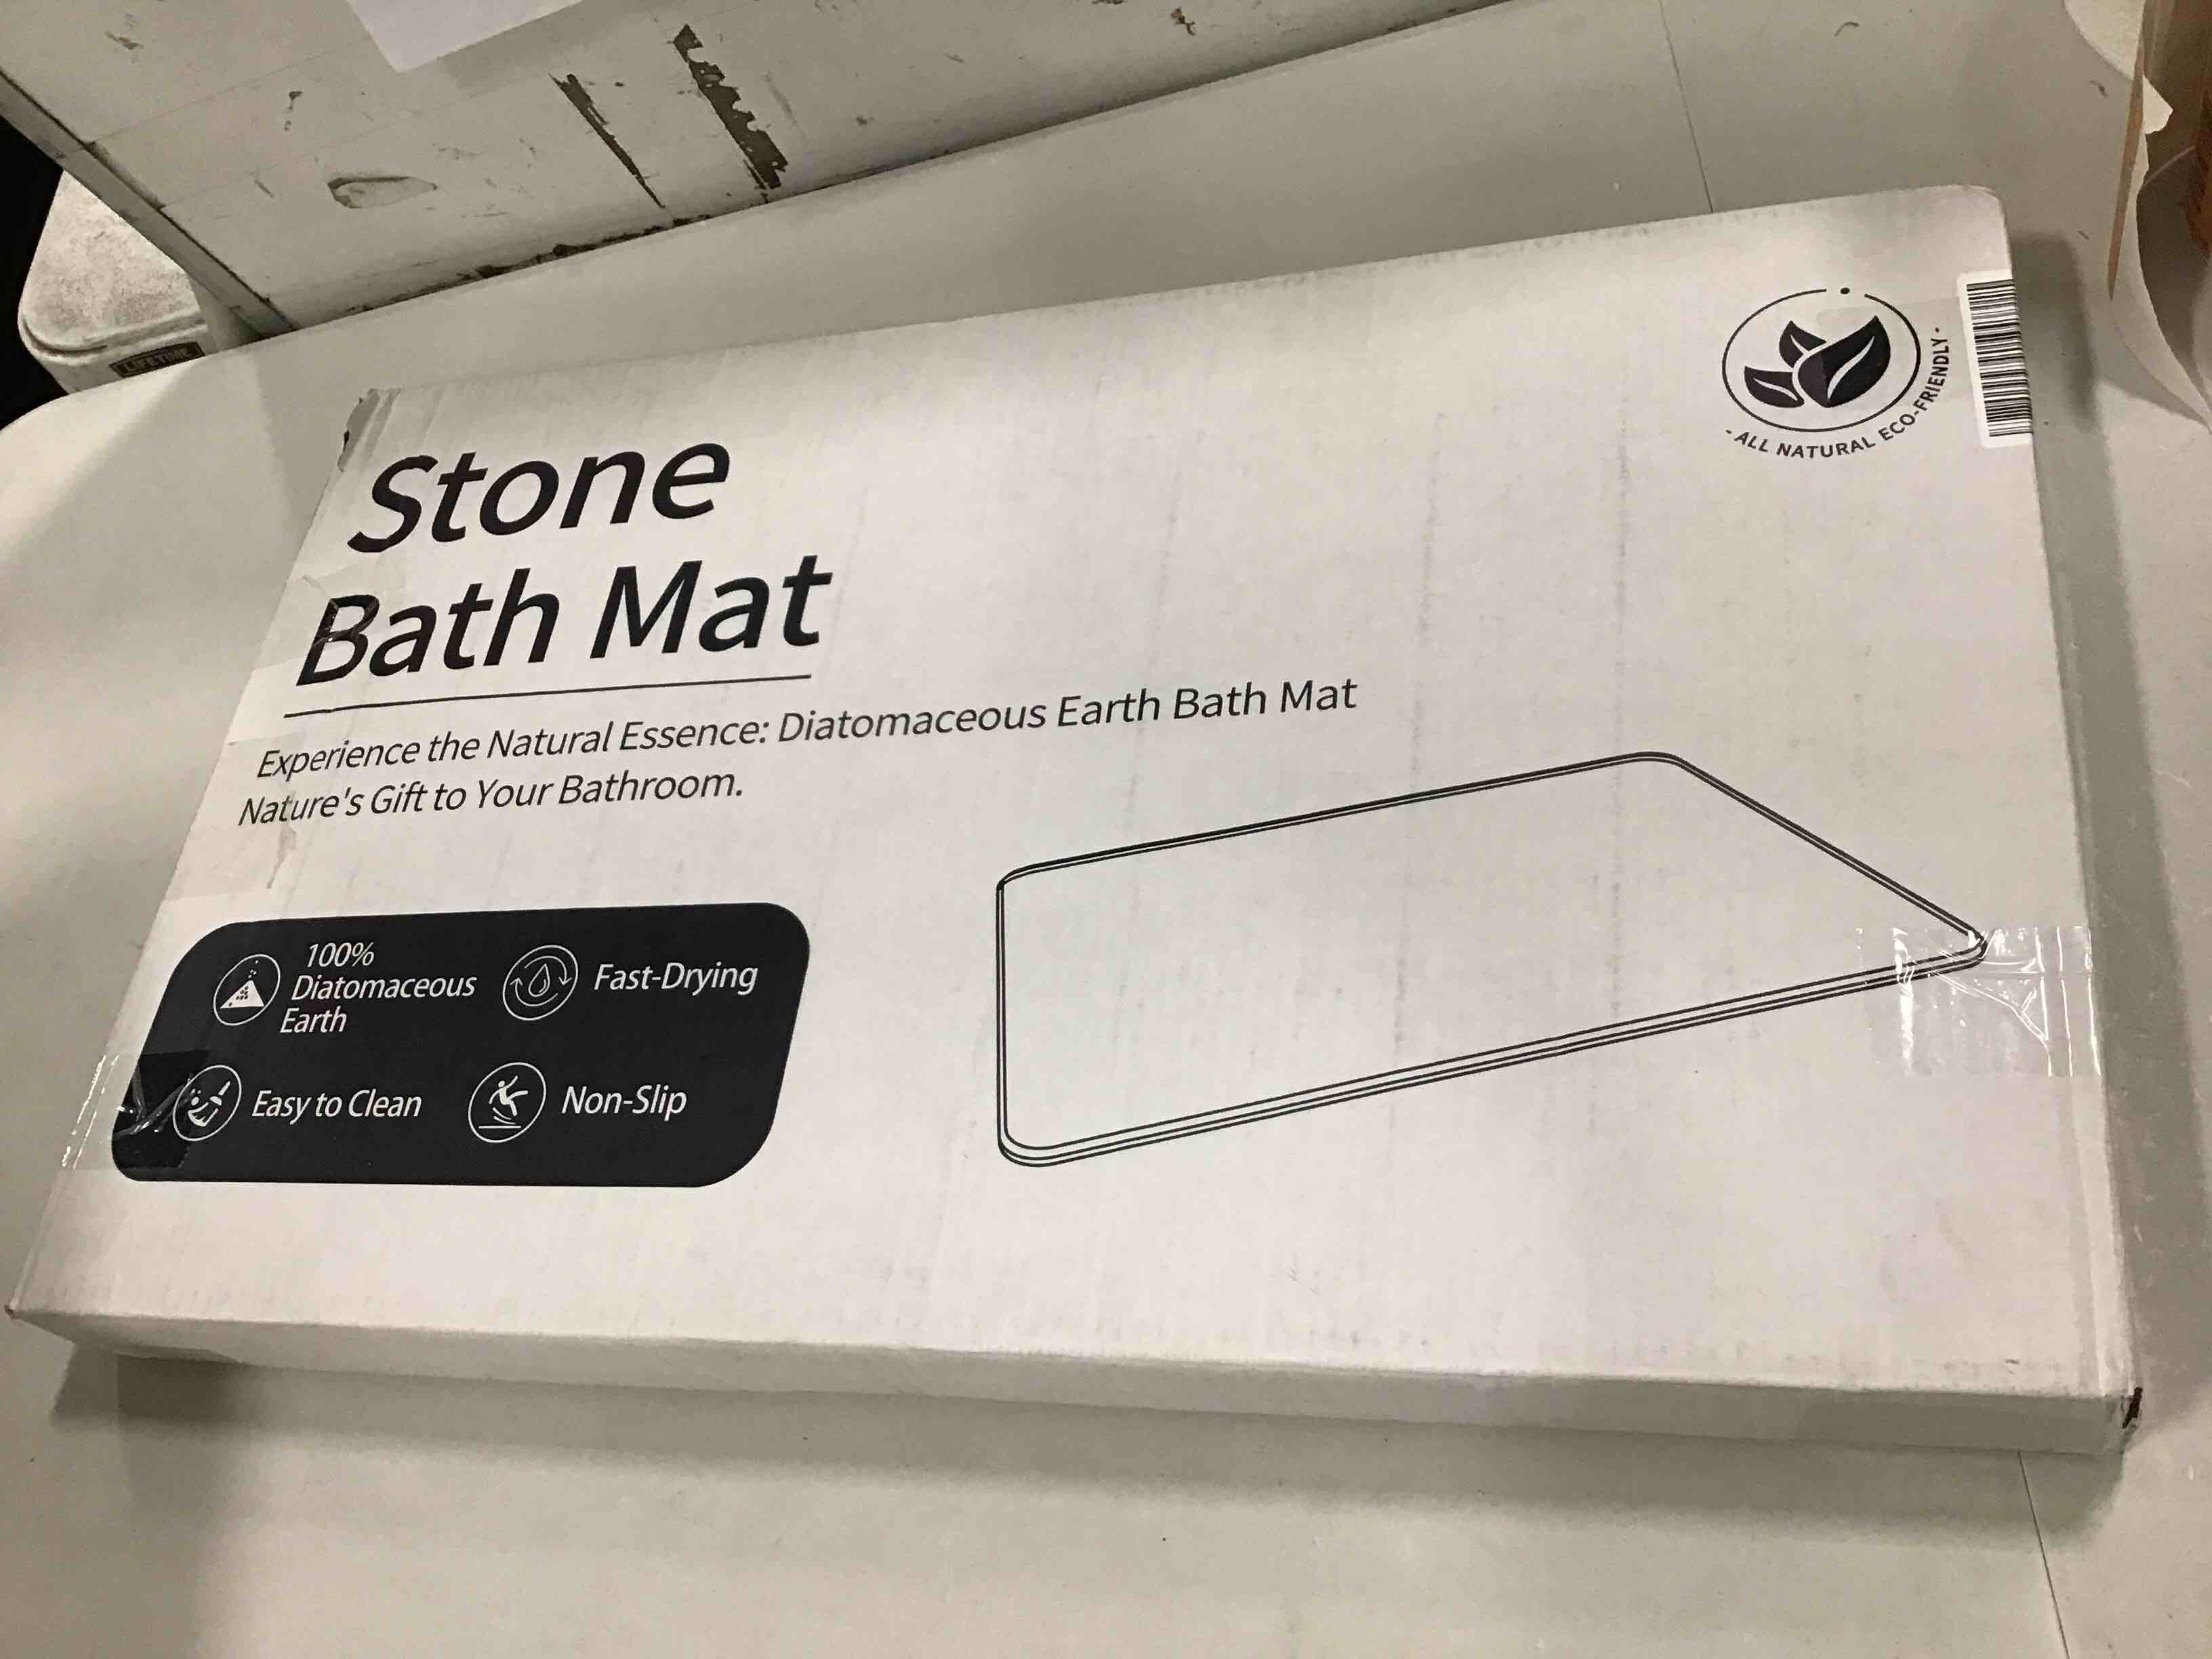 LIFETIME
Stone
Bath Mat
Experience the Natural Essence: Diatomaceous Earth Bath Mat
Nature's Gift to Your Bathroom.
100%
Diatomaceous
Earth
Fast-Drying
Easy to Clean
Non-Slip
· ALL NATURAL ECO-FRIENDLY ·